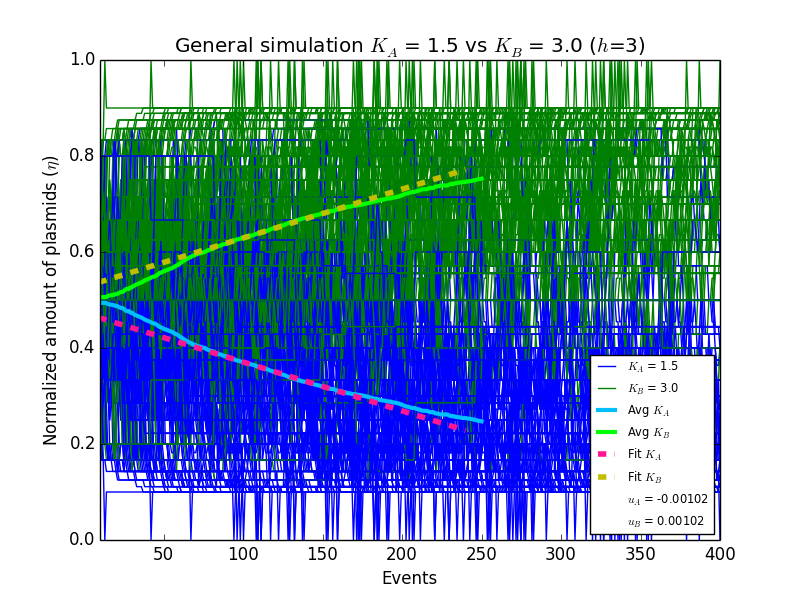 General simulation K_A = 1.5 vs K_B = 3.0 (h=3)
Normalized amount of plasmids (η)
1.0
0.8
0.6
0.4
0.2
0.0
50
100
150
200
250
300
350
400
Events
K_A = 1.5
K_B = 3.0
Avg K_A
Avg K_B
Fit K_A
Fit K_B
u_A = -0.00102
u_B = 0.00102